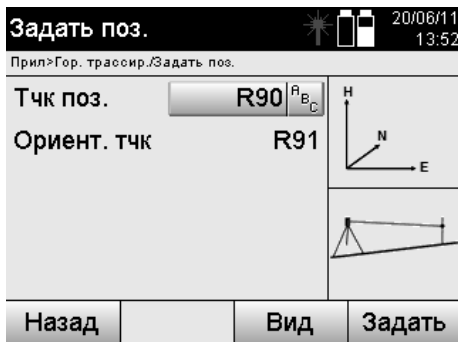 Задать поз.
20/06/11
13:52
Прил>Гор. трассир./Задать поз.
Тчк поз. R90 ABC
Ориент. тчк R91
H
N
E
Назад Вид Задать